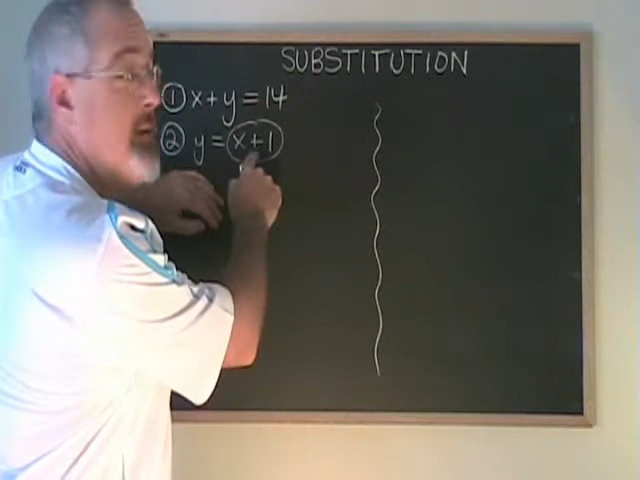 SUBSTITUTION
① x + y = 14
② y = x + 1